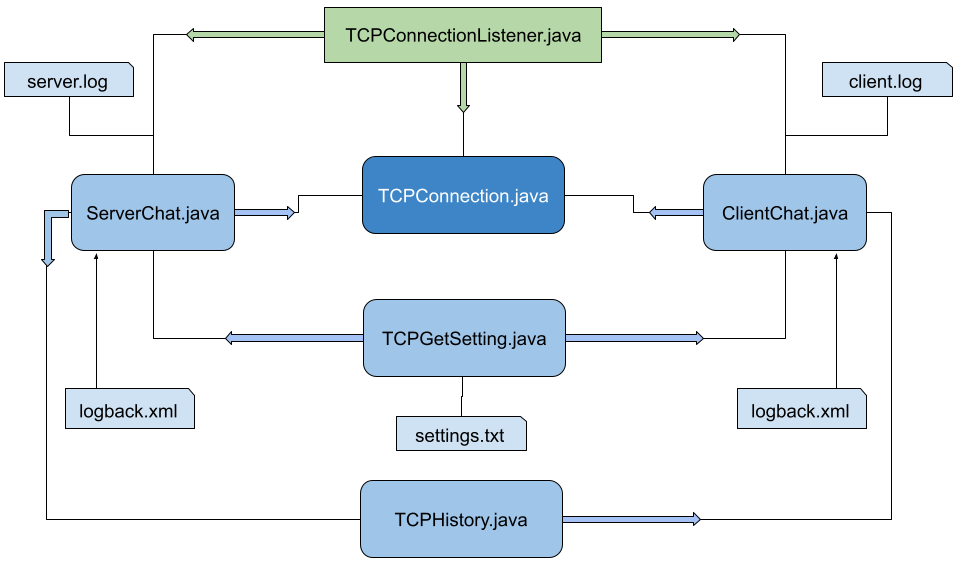 TCPConnectionListener.java
server.log
client.log
TCPConnection.java
ServerChat.java
ClientChat.java
TCPGetSetting.java
logback.xml
logback.xml
settings.txt
TCPHistory.java